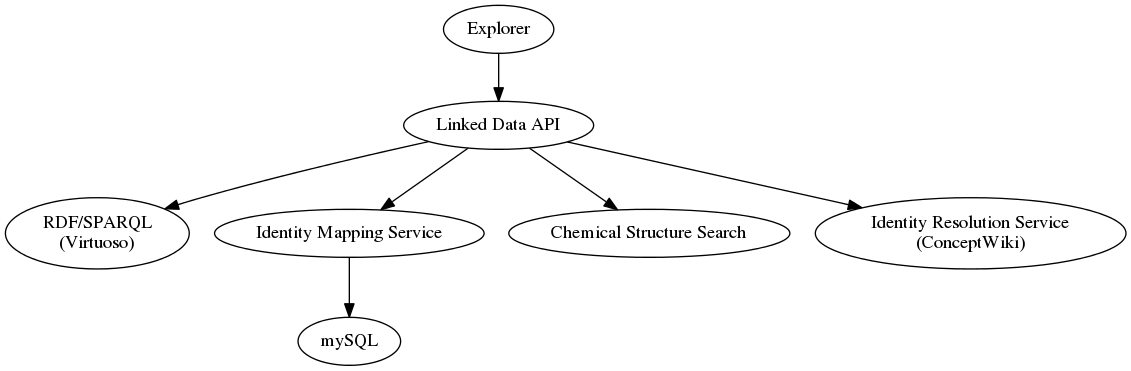 Explorer
Linked Data API
RDF/SPARQL
(Virtuoso)
Identity Mapping Service
Chemical Structure Search
Identity Resolution Service
(ConceptWiki)
mySQL